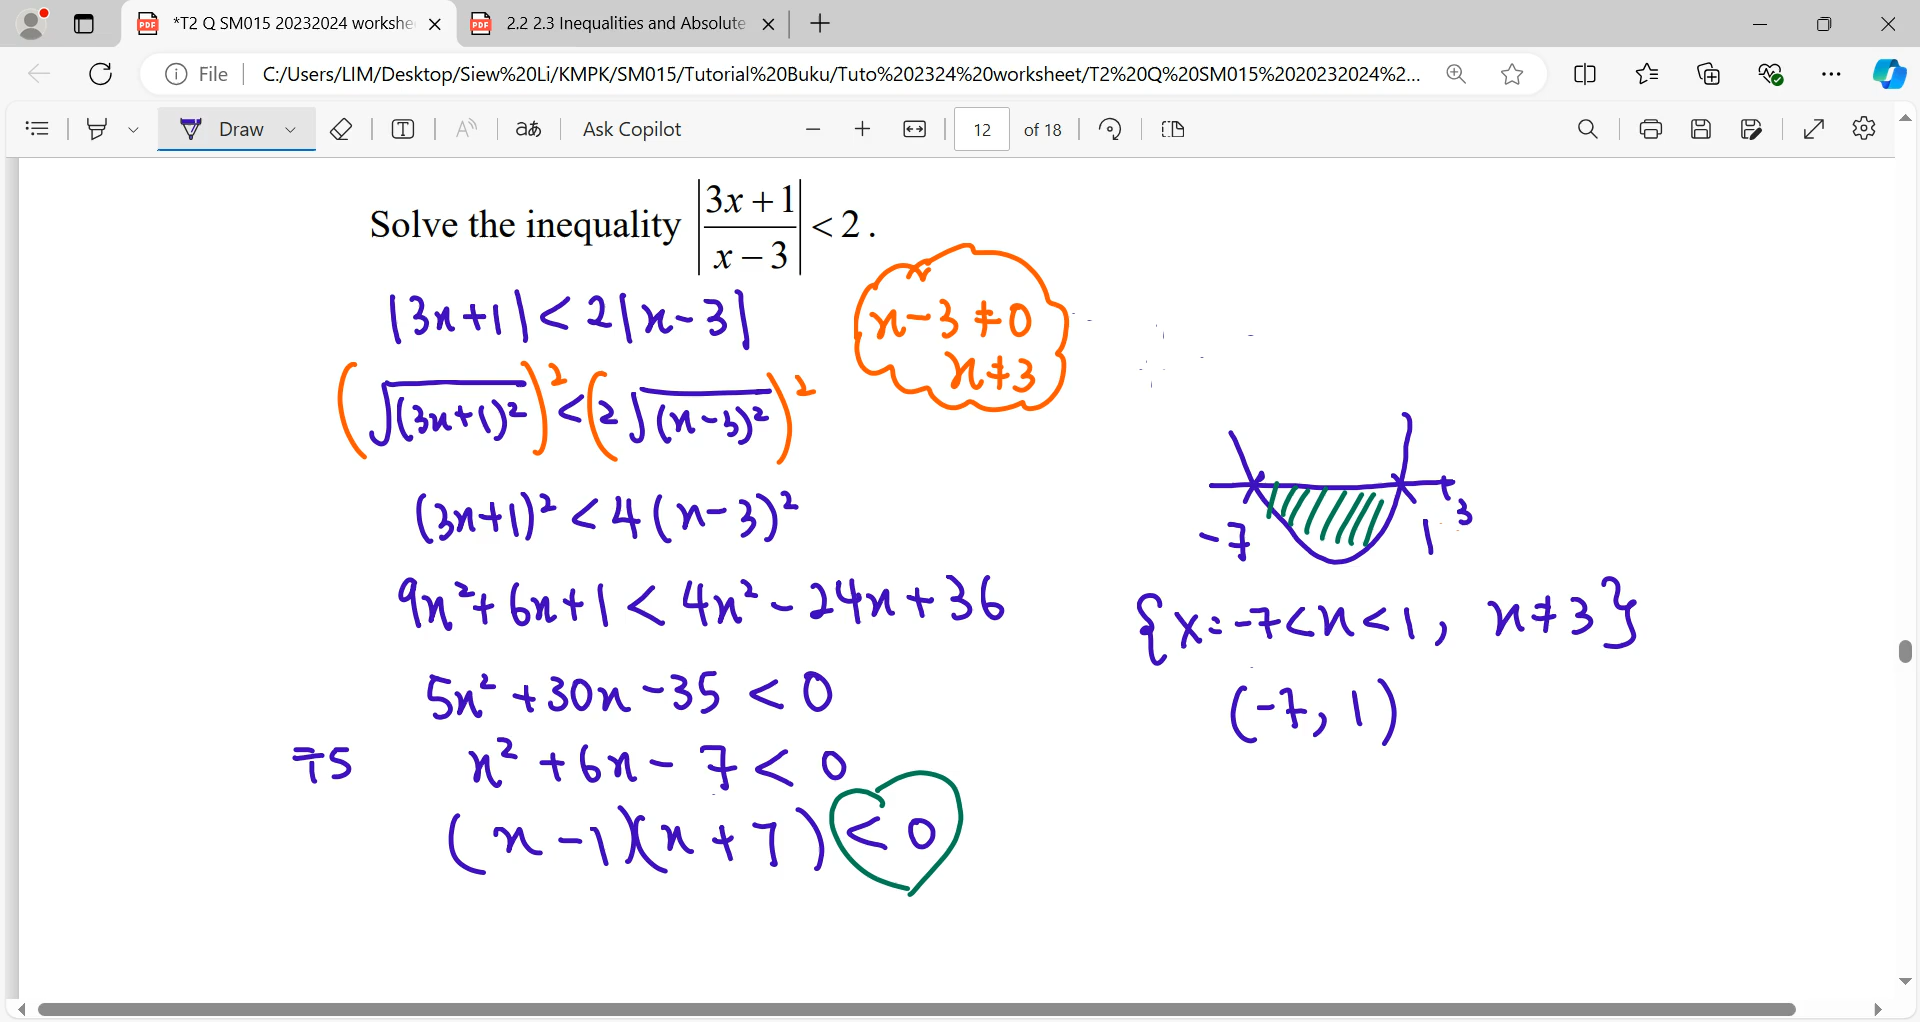 *T2 Q SM015 20232024 workshe
2.2 2.3 Inequalities and Absolute
File
C:/Users/LIM/Desktop/Siew%20Li/KMPK/SM015/Tutorial%20Buku/Tuto%202324%20worksheet/T2%20Q%20SM015%2020232024%2...
Draw
Ask Copilot
12 of 18
Solve the inequality |(3x + 1)/(x − 3)| < 2.
|3x+1| < 2|x−3|
x−3 ≠ 0
x ≠ 3
(√(3x+1)²)² < (2√(x−3)²)²
(3x+1)² < 4(x−3)²
9x²+6x+1 < 4x²−24x+36
5x²+30x−35 < 0
÷5 x²+6x−7 < 0
(x−1)(x+7) < 0
−7 1 3
{x=−7<x<1, x≠3}
(−7, 1)